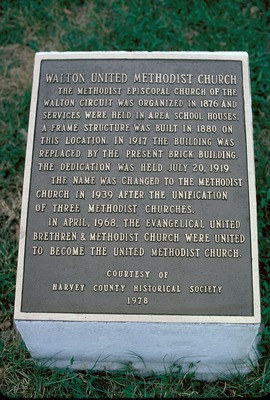 WALTON UNITED METHODIST CHURCH
THE METHODIST EPISCOPAL CHURCH OF THE
WALTON CIRCUIT WAS ORGANIZED IN 1876 AND
SERVICES WERE HELD IN AREA SCHOOL HOUSES.
A FRAME STRUCTURE WAS BUILT IN 1880 ON
THIS LOCATION. IN 1917 THE BUILDING WAS
REPLACED BY THE PRESENT BRICK BUILDING.
THE DEDICATION WAS HELD JULY 20, 1919.
THE NAME WAS CHANGED TO THE METHODIST
CHURCH IN 1939 AFTER THE UNIFICATION
OF THREE METHODIST CHURCHES.
IN APRIL, 1968, THE EVANGELICAL UNITED
BRETHREN & METHODIST CHURCH WERE UNITED
TO BECOME THE UNITED METHODIST CHURCH.
COURTESY OF
HARVEY COUNTY HISTORICAL SOCIETY
1978